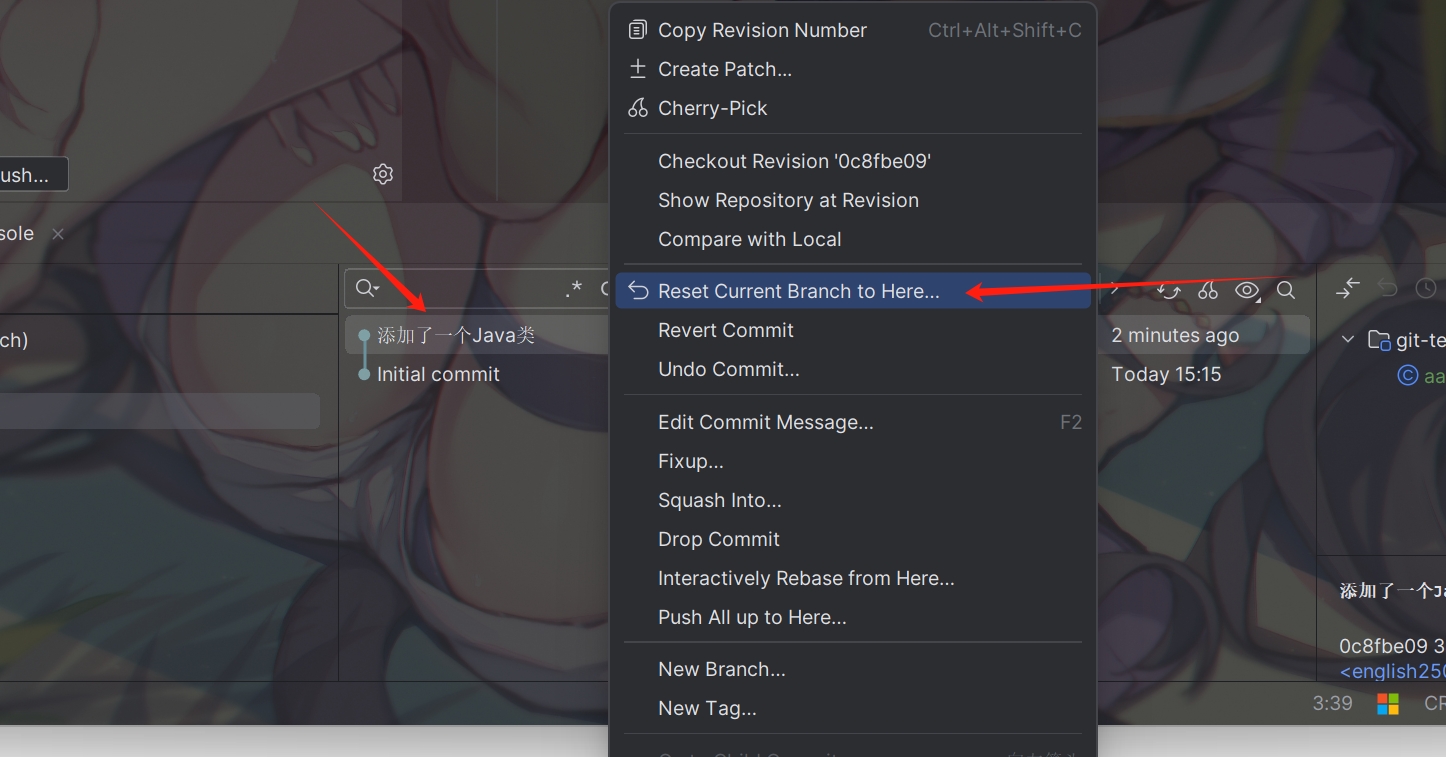 Copy Revision Number Ctrl+Alt+Shift+C
Create Patch...
Cherry-Pick
ush...
Checkout Revision '0c8fbe09'
Show Repository at Revision
sole
Compare with Local
.*
Reset Current Branch to Here...
ch)
添加了一个Java类
Revert Commit
2 minutes ago
git-te
Initial commit
Undo Commit...
Today 15:15
aa
Edit Commit Message... F2
Fixup...
Squash Into...
Drop Commit
Interactively Rebase from Here...
添加了一个Ja
Push All up to Here...
0c8fbe09 3
New Branch...
<english250
New Tag...
3:39
CR